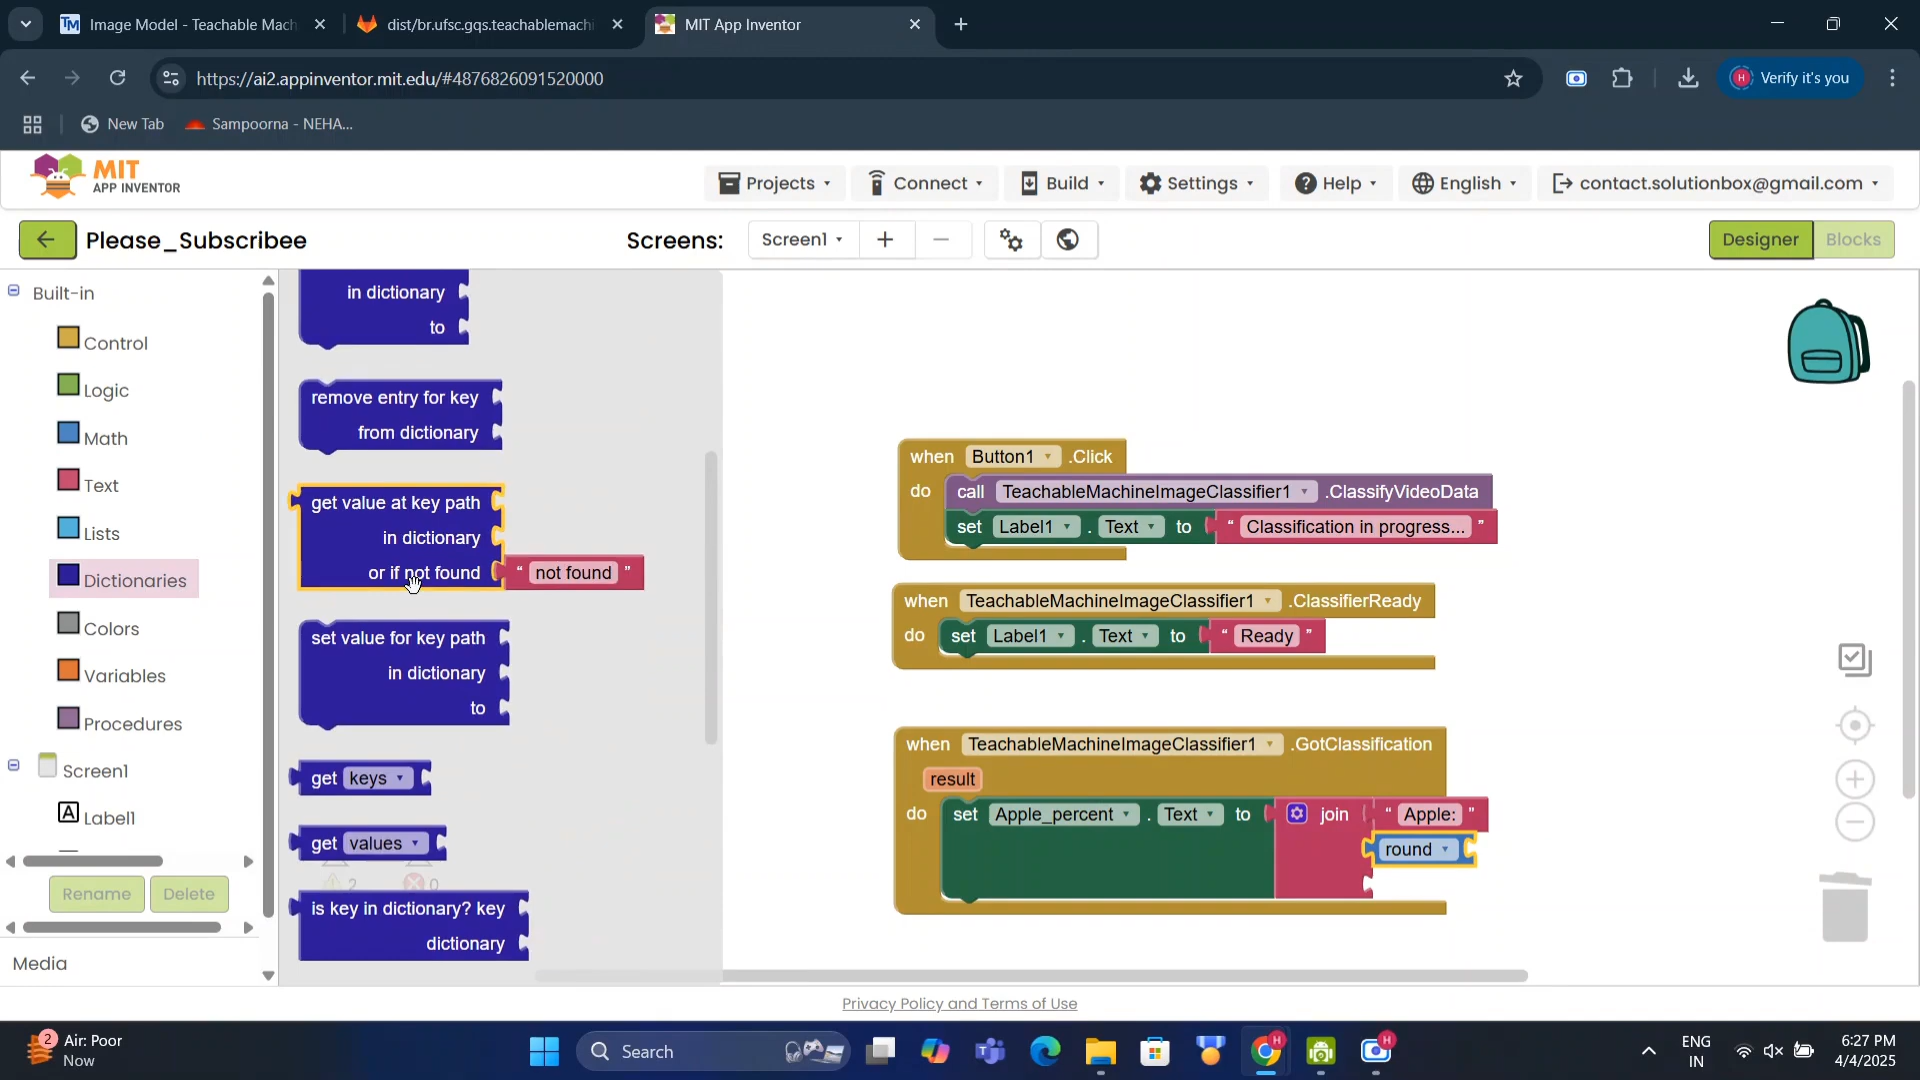 Image Model - Teachable Mach
dist/br.ufsc.gqs.teachablemachi
MIT App Inventor
https://ai2.appinventor.mit.edu/#4876826091520000
Verify it's you
New Tab
Sampoorna - NEHA...
MIT
APP INVENTOR
Projects
Connect
Build
Settings
Help
English
contact.solutionbox@gmail.com
Please_Subscribee
Screens:
Screen1
Designer
Blocks
Built-in
Control
Logic
Math
Text
Lists
Dictionaries
Colors
Variables
Procedures
Screen1
Label1
Rename
Delete
Media
in dictionary
to
remove entry for key
from dictionary
get value at key path
in dictionary
or if not found " not found "
set value for key path
in dictionary
to
get keys
get values
2 0
is key in dictionary? key
dictionary
when Button1 .Click
do call TeachableMachineImageClassifier1 .ClassifyVideoData
set Label1 . Text to " Classification in progress... "
when TeachableMachineImageClassifier1 .ClassifierReady
do set Label1 . Text to " Ready "
when TeachableMachineImageClassifier1 .GotClassification
result
do set Apple_percent . Text to join " Apple: "
round
Privacy Policy and Terms of Use
2
Air: Poor
Now
Search
ENG
IN
6:27 PM
4/4/2025